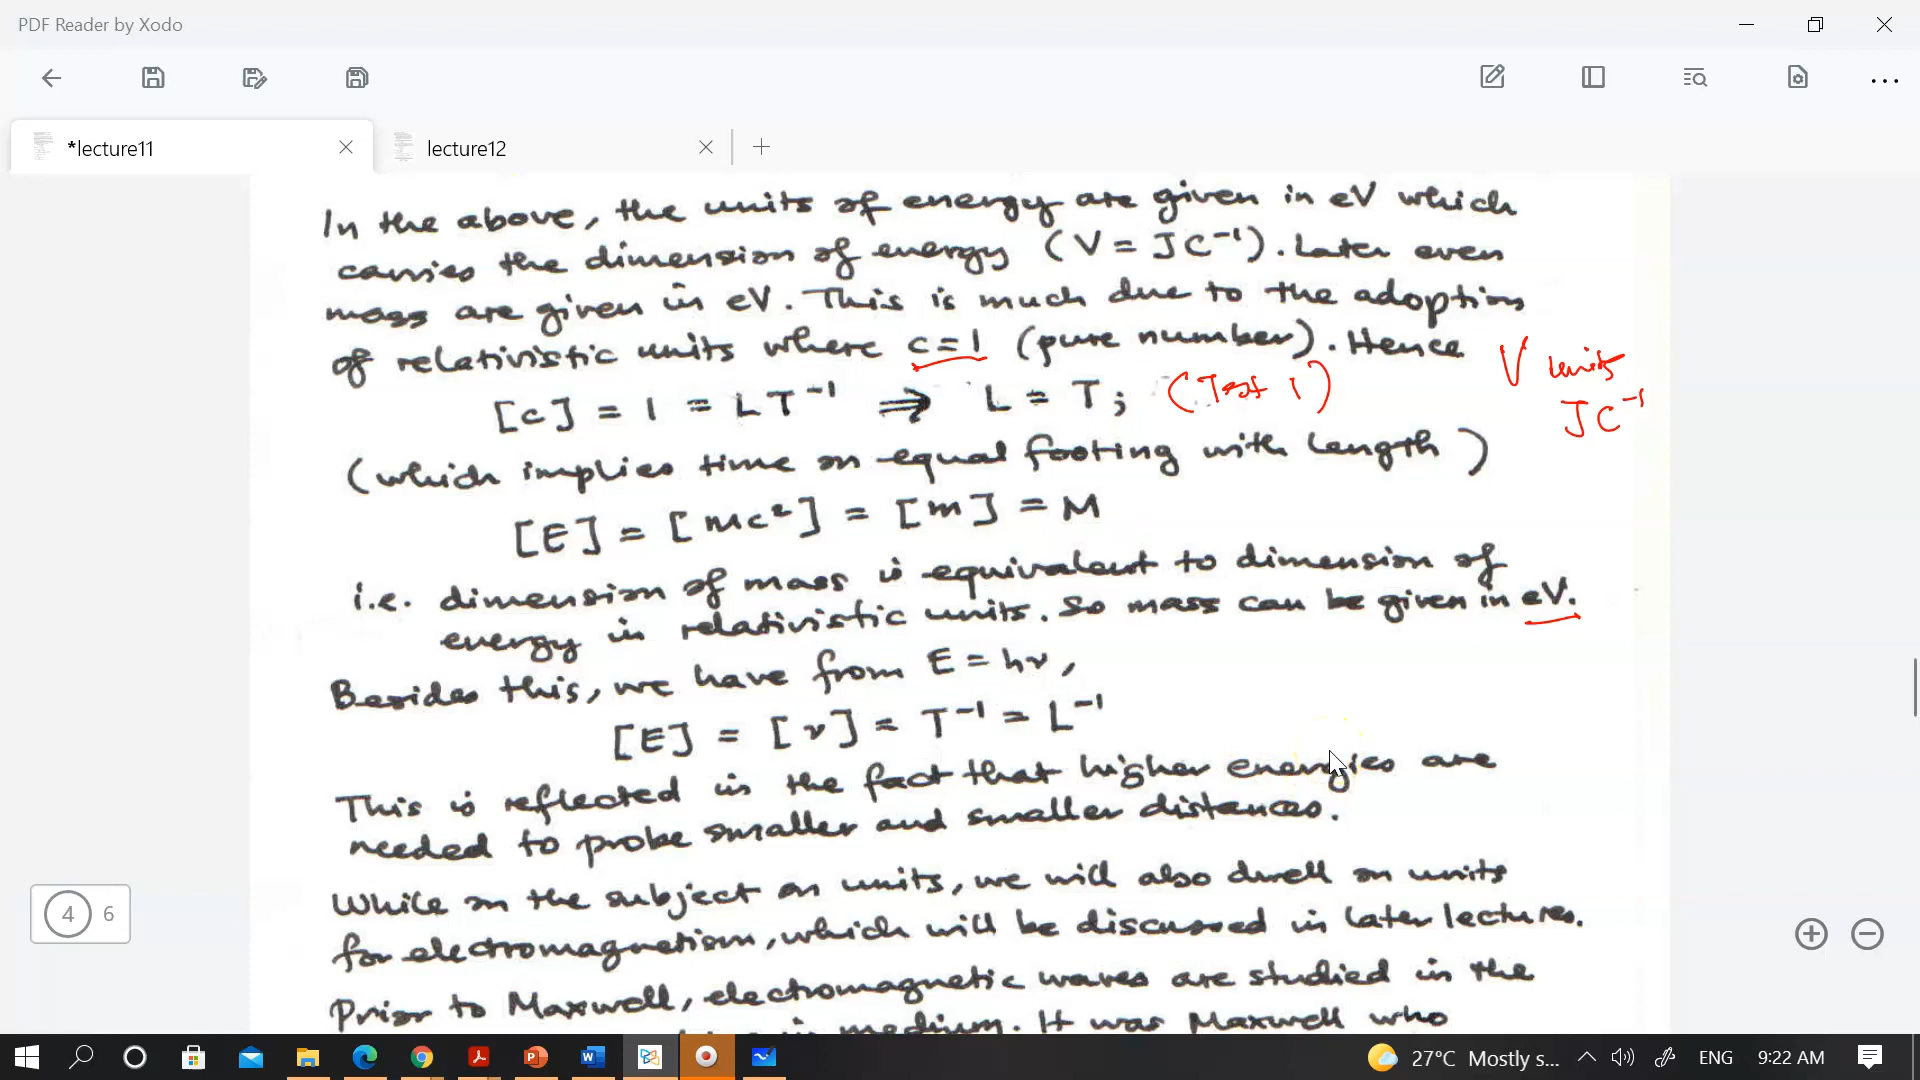 PDF Reader by Xodo
*lecture11
lecture12
In the above, the units of energy are given in eV which
carries the dimension of energy (V = JC⁻¹). Later even
mass are given in eV. This is much due to the adoption
of relativistic units where c=1 (pure number). Hence
V units
[c] = 1 = LT⁻¹ ⇒ L = T; (Test 1)
JC⁻¹
(which implies time on equal footing with length)
[E] = [mc²] = [m] = M
i.e. dimension of mass is equivalent to dimension of
energy in relativistic units. So mass can be given in eV.
Besides this, we have from E = hν,
[E] = [ν] = T⁻¹ = L⁻¹
This is reflected in the fact that higher energies are
needed to probe smaller and smaller distances.
While on the subject on units, we will also dwell on units
for electromagnetism, which will be discussed in later lectures.
Prior to Maxwell, electromagnetic waves are studied in the
in medium. It was Maxwell who
4 6
27°C Mostly s... ENG 9:22 AM